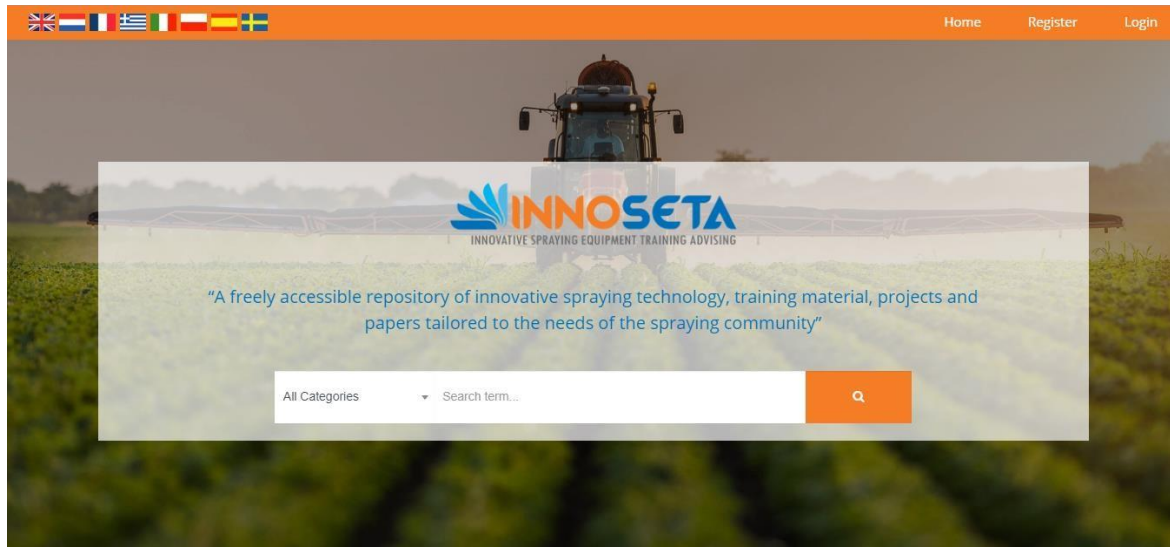 Home Register Login
INNOSETA
INNOVATIVE SPRAYING EQUIPMENT TRAINING ADVISING
“A freely accessible repository of innovative spraying technology, training material, projects and
papers tailored to the needs of the spraying community”
All Categories Search term...